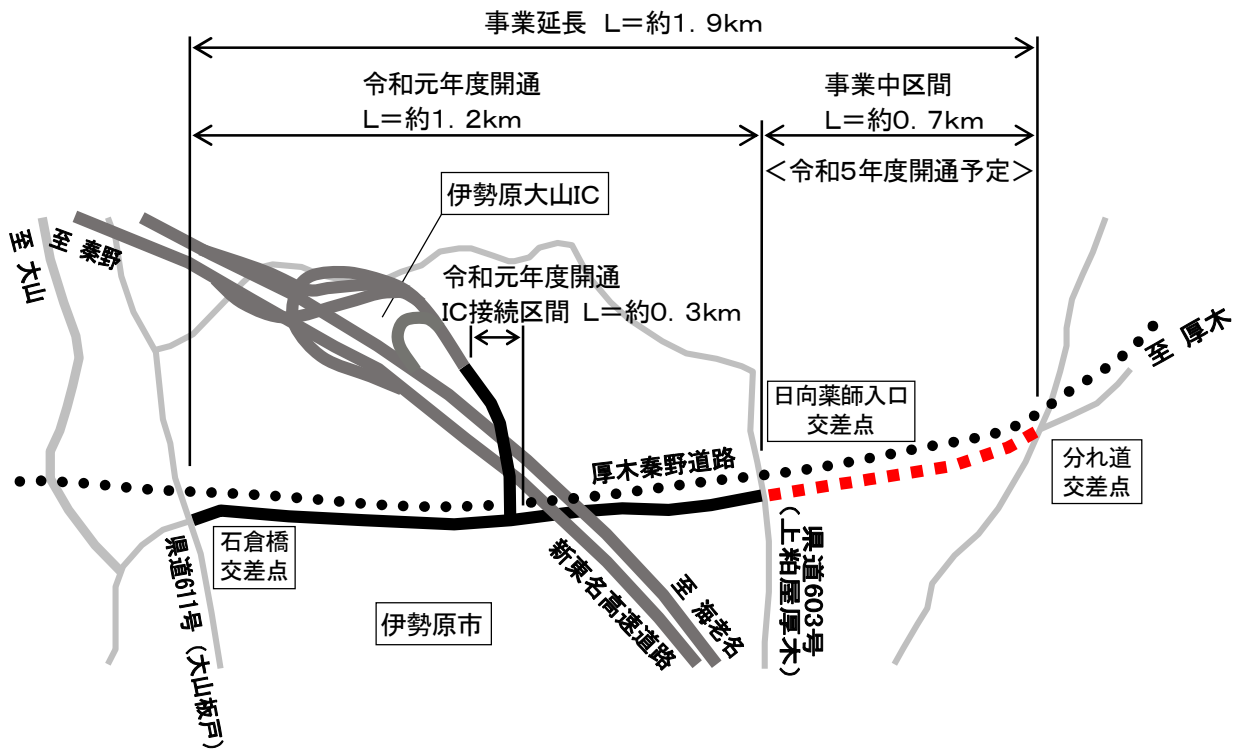 事業延長 L=約1.9km
令和元年度開通
L=約1.2km
事業中区間
L=約0.7km
<令和5年度開通予定>
伊勢原大山IC
至 大山
至 秦野
令和元年度開通
IC接続区間 L=約0.3km
至 厚木
日向薬師入口
交差点
厚木秦野道路
分れ道
交差点
石倉橋
交差点
県道611号(大山板戸)
伊勢原市
新東名高速道路
至 海老名
県道603号
(上粕屋厚木)